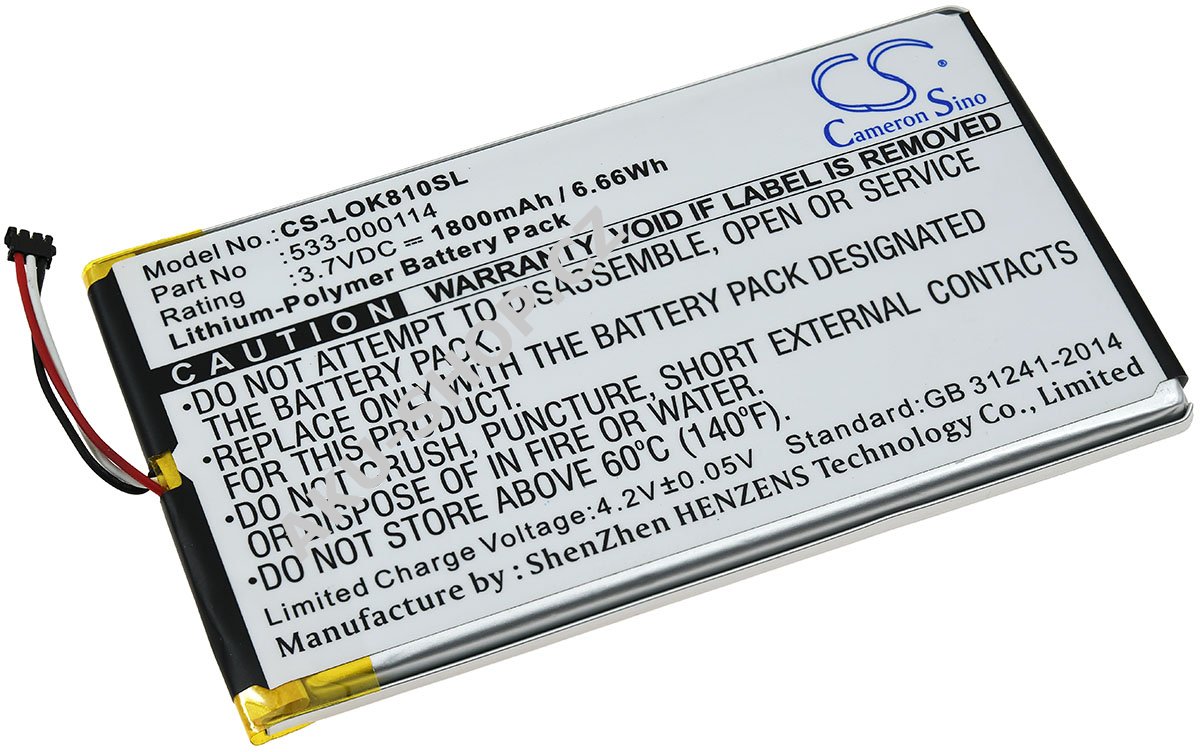 CS®
Cameron Sino
Model No.:CS-LOK810SL
Part No :533-000114
Rating :3.7VDC ⎓ 1800mAh / 6.66Wh
Lithium-Polymer Battery Pack
CAUTION WARRANTY VOID IF LABEL IS REMOVED
•DO NOT ATTEMPT TO DISASSEMBLE, OPEN AND SERVICE
THE BATTERY PACK.
•REPLACE ONLY WITH THE BATTERY PACK DESIGNATED
FOR THIS PRODUCT.
•DO NOT CRUSH, PUNCTURE, SHORT EXTERNAL CONTACTS
OR DISPOSE OF IN FIRE OR WATER.
•DO NOT STORE ABOVE 60℃ (140℉).
Limited Charge Voltage:4.2V±0.05V Standard:GB 31241-2014
Manufacture by : ShenZhen HENZENS Technology Co., Limited
AKU-SHOP.CZ